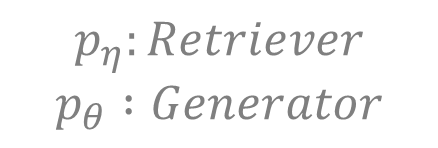 pη: Retriever
pθ : Generator